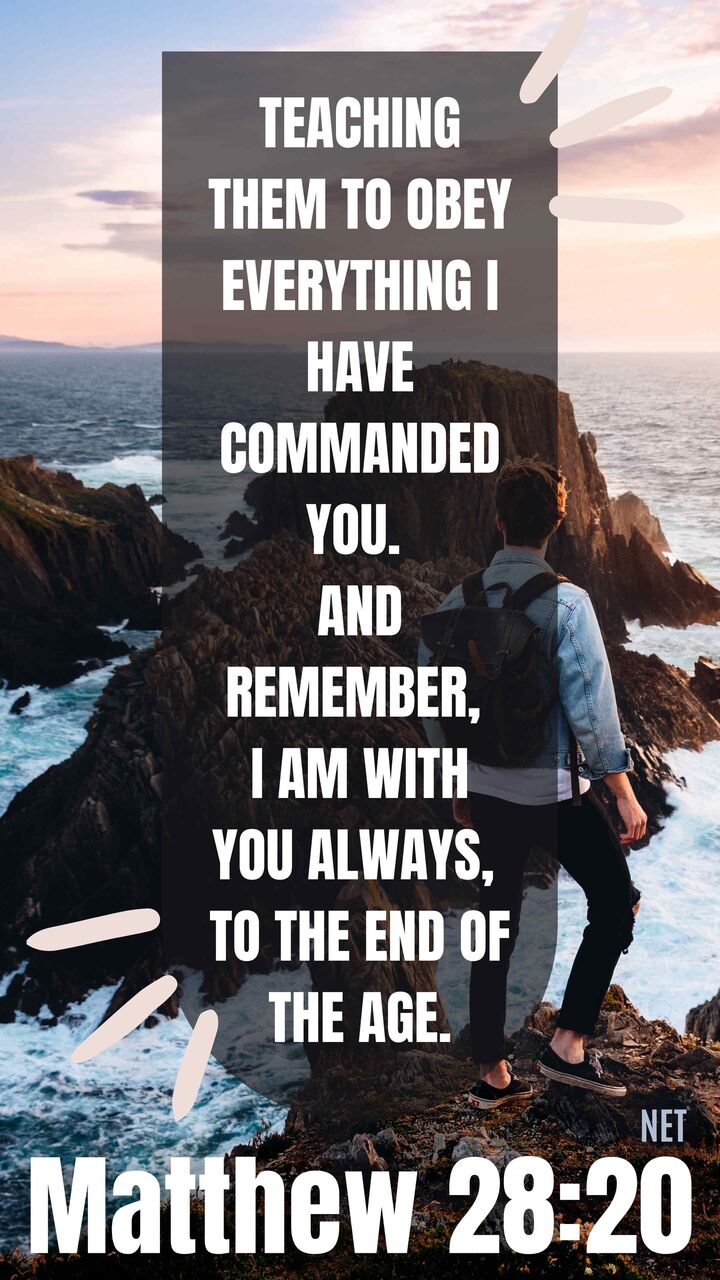 TEACHING
THEM TO OBEY
EVERYTHING I
HAVE
COMMANDED
YOU.
AND
REMEMBER,
I AM WITH
YOU ALWAYS,
TO THE END OF
THE AGE.
NET
Matthew 28:20